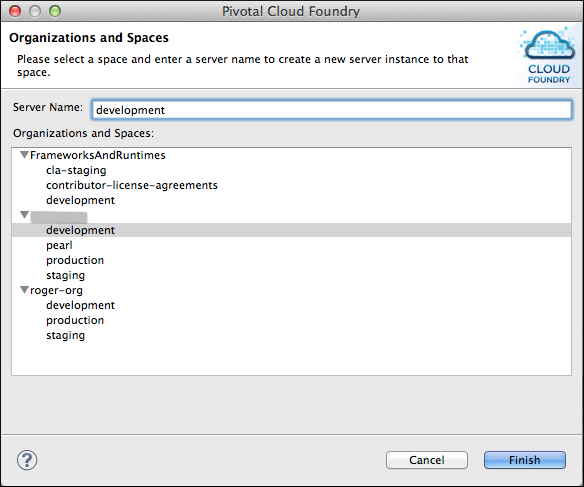 Pivotal Cloud Foundry
Organizations and Spaces
Please select a space and enter a server name to create a new server instance to that
space.
CLOUD
FOUNDRY
Server Name: development
Organizations and Spaces:
FrameworksAndRuntimes
cla-staging
contributor-license-agreements
development
development
pearl
production
staging
roger-org
development
production
staging
?
Cancel
Finish